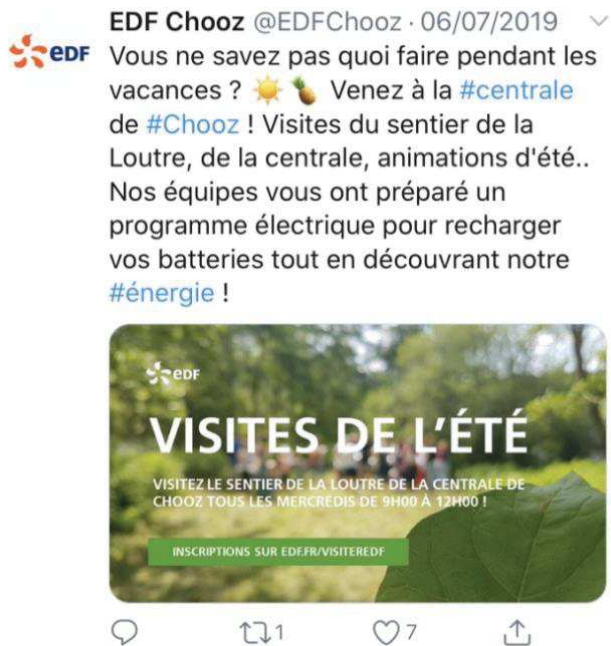 EDF Chooz @EDFChooz · 06/07/2019
edf
Vous ne savez pas quoi faire pendant les
vacances ? ☀️ 🍍 Venez à la #centrale
de #Chooz ! Visites du sentier de la
Loutre, de la centrale, animations d'été..
Nos équipes vous ont préparé un
programme électrique pour recharger
vos batteries tout en découvrant notre
#énergie !
edf
VISITES DE L'ÉTÉ
VISITEZ LE SENTIER DE LA LOUTRE DE LA CENTRALE DE
CHOOZ TOUS LES MERCREDIS DE 9H00 À 12H00 !
INSCRIPTIONS SUR EDF.FR/VISITEREDF
1 7